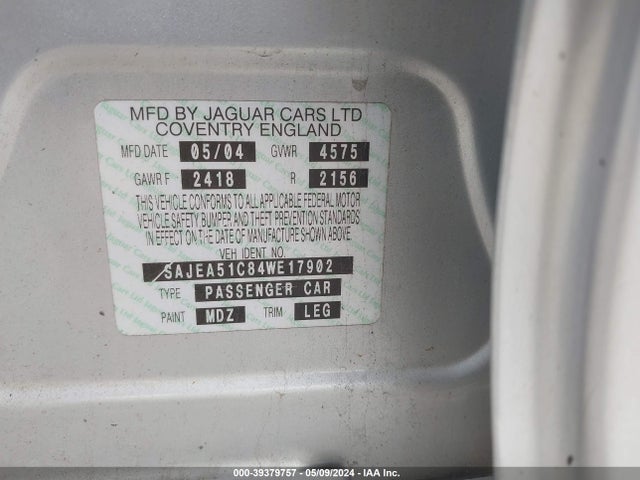 MFD BY JAGUAR CARS LTD
COVENTRY ENGLAND
MFD DATE 05/04 GVWR 4575
GAWR F 2418 R 2156
THIS VEHICLE CONFORMS TO ALL APPLICABLE FEDERAL MOTOR
VEHICLE SAFETY BUMPER AND THEFT PREVENTION STANDARDS
IN EFFECT ON THE DATE OF MANUFACTURE SHOWN ABOVE.
VEH IDENT NO.
SAJEA51C84WE17902
TYPE PASSENGER CAR
PAINT MDZ TRIM LEG
000-39379757 - 05/09/2024 - IAA Inc.